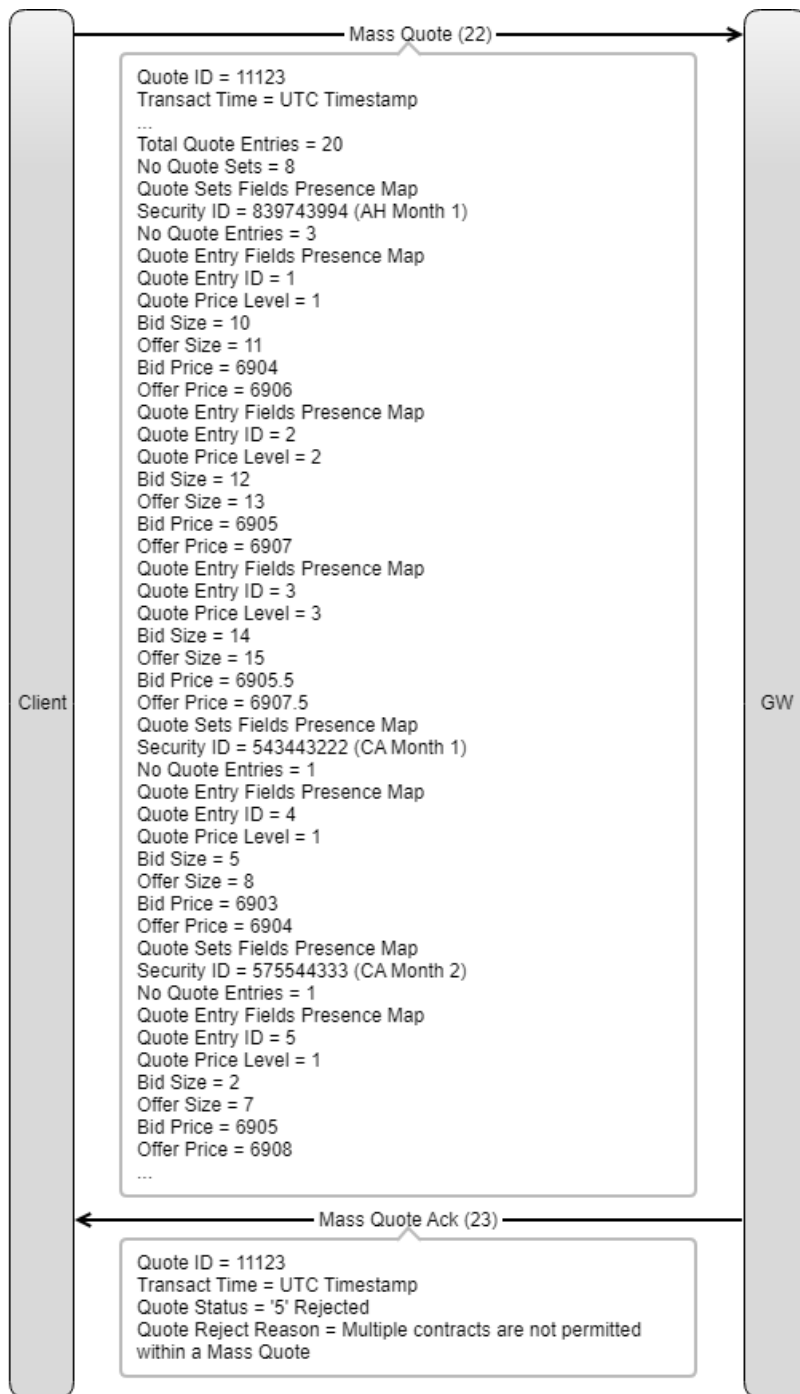 Mass Quote (22)
Quote ID = 11123
Transact Time = UTC Timestamp
...
Total Quote Entries = 20
No Quote Sets = 8
Quote Sets Fields Presence Map
Security ID = 839743994 (AH Month 1)
No Quote Entries = 3
Quote Entry Fields Presence Map
Quote Entry ID = 1
Quote Price Level = 1
Bid Size = 10
Offer Size = 11
Bid Price = 6904
Offer Price = 6906
Quote Entry Fields Presence Map
Quote Entry ID = 2
Quote Price Level = 2
Bid Size = 12
Offer Size = 13
Bid Price = 6905
Offer Price = 6907
Quote Entry Fields Presence Map
Quote Entry ID = 3
Quote Price Level = 3
Bid Size = 14
Offer Size = 15
Bid Price = 6905.5
Client
Offer Price = 6907.5
GW
Quote Sets Fields Presence Map
Security ID = 543443222 (CA Month 1)
No Quote Entries = 1
Quote Entry Fields Presence Map
Quote Entry ID = 4
Quote Price Level = 1
Bid Size = 5
Offer Size = 8
Bid Price = 6903
Offer Price = 6904
Quote Sets Fields Presence Map
Security ID = 575544333 (CA Month 2)
No Quote Entries = 1
Quote Entry Fields Presence Map
Quote Entry ID = 5
Quote Price Level = 1
Bid Size = 2
Offer Size = 7
Bid Price = 6905
Offer Price = 6908
...
Mass Quote Ack (23)
Quote ID = 11123
Transact Time = UTC Timestamp
Quote Status = '5' Rejected
Quote Reject Reason = Multiple contracts are not permitted
within a Mass Quote